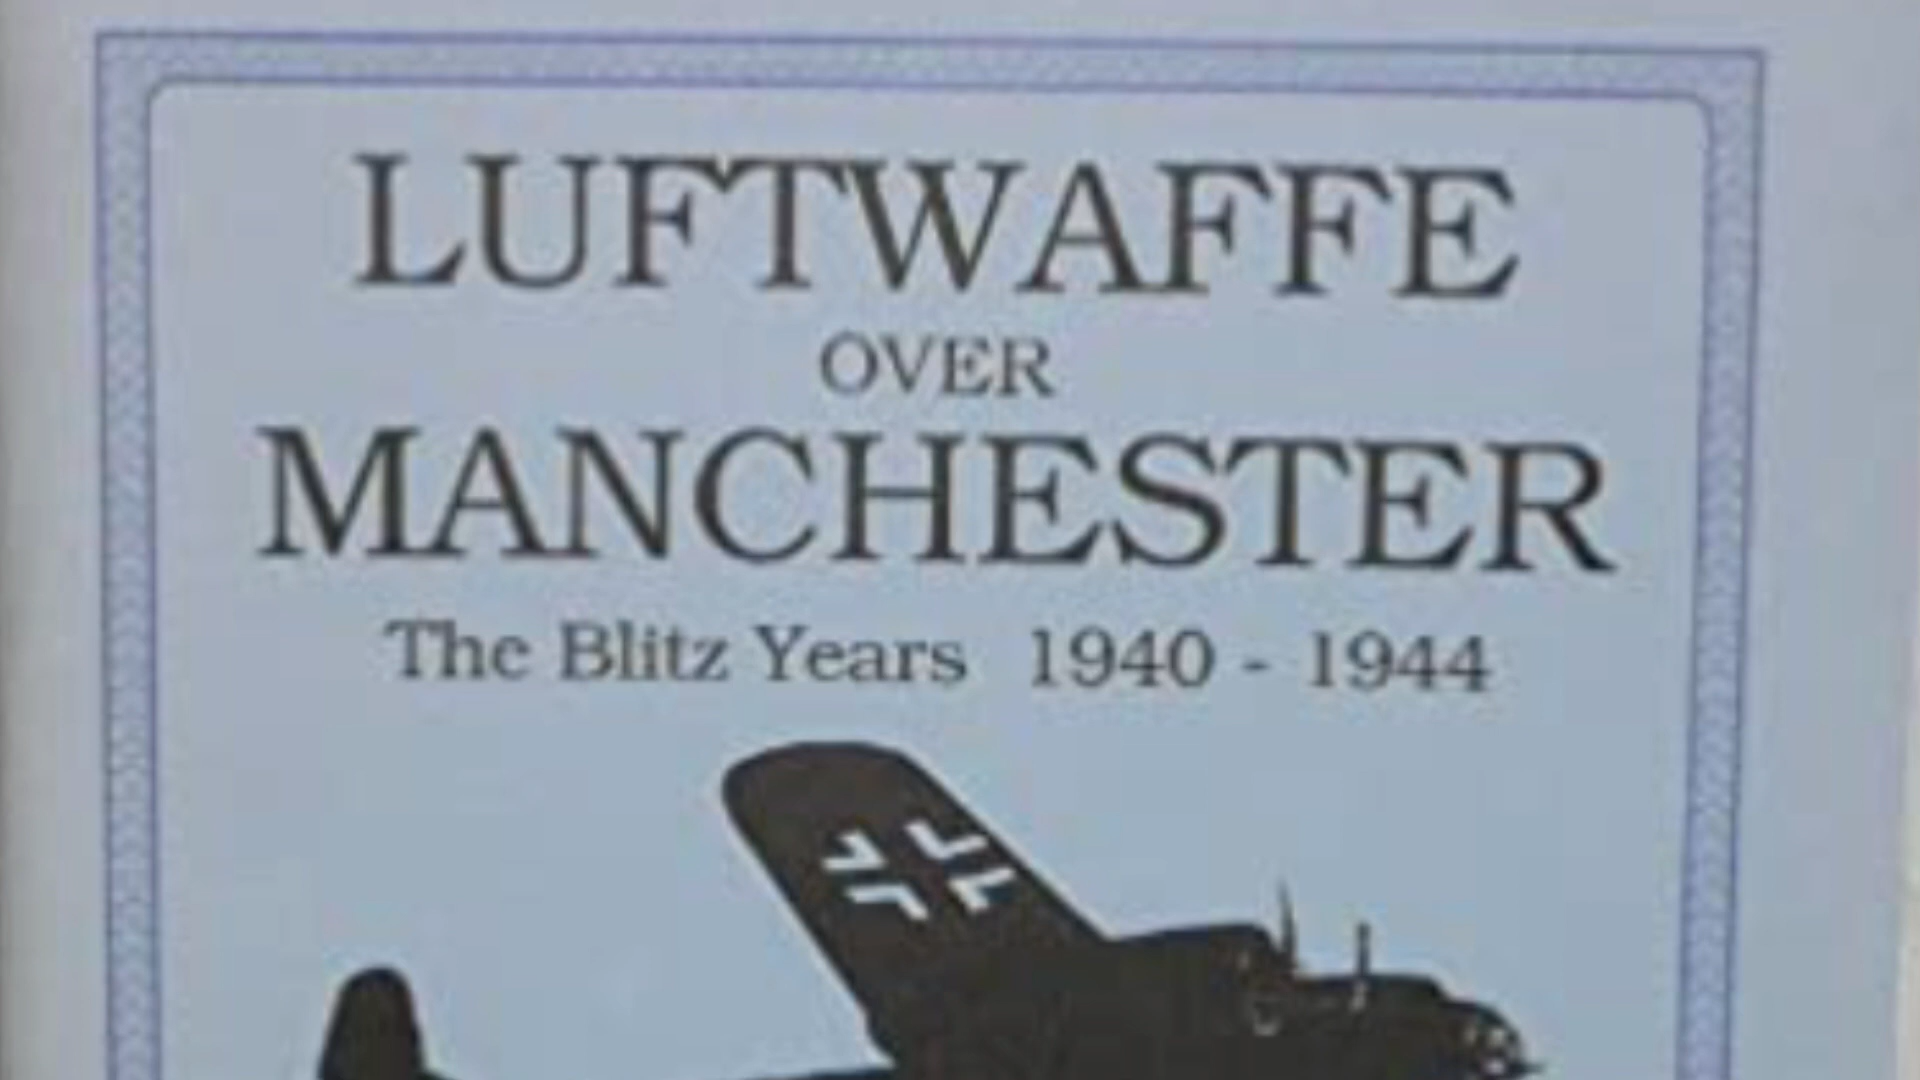 LUFTWAFFE
OVER
MANCHESTER
The Blitz Years 1940 - 1944